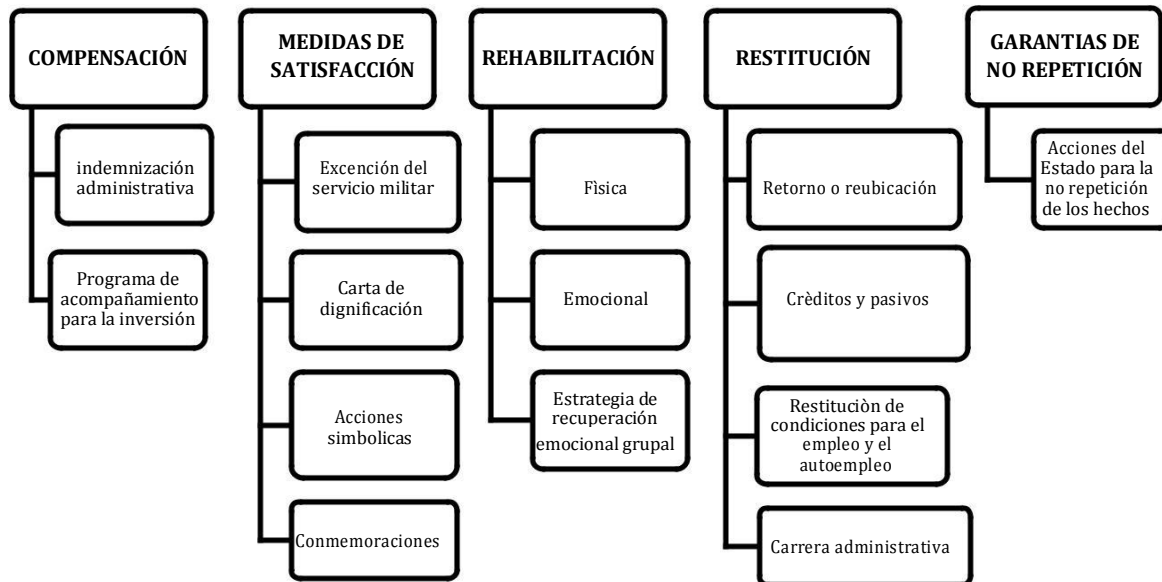 COMPENSACIÓN
indemnización
administrativa
Programa de
acompañamiento
para la inversión
MEDIDAS DE
SATISFACCIÓN
Excención del
servicio militar
Carta de
dignificación
Acciones
simbolicas
Conmemoraciones
REHABILITACIÓN
Fìsica
Emocional
Estrategia de
recuperación
emocional grupal
RESTITUCIÓN
Retorno o reubicación
Crèditos y pasivos
Restituciòn de
condiciones para el
empleo y el
autoempleo
Carrera administrativa
GARANTIAS DE
NO REPETICIÓN
Acciones del
Estado para la
no repetición
de los hechos